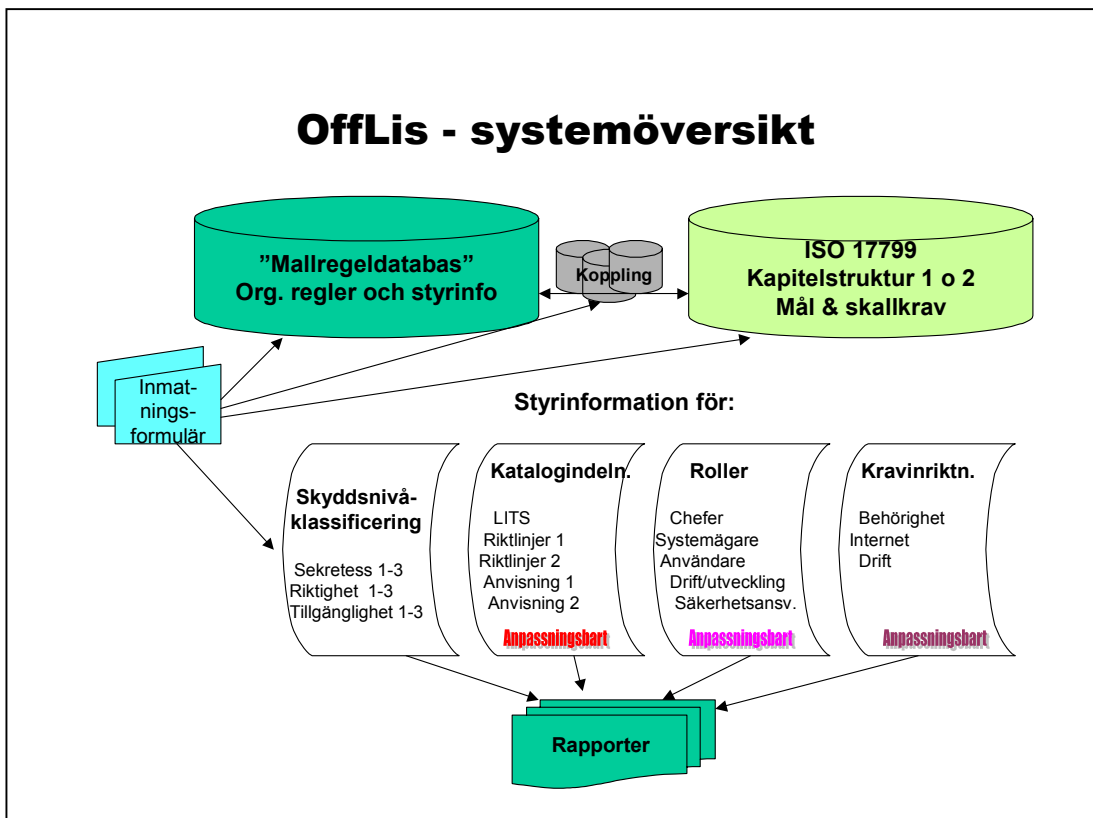 OffLis - systemöversikt
”Mallregeldatabas”
Org. regler och styrinfo
Koppling
ISO 17799
Kapitelstruktur 1 o 2
Mål & skallkrav
Inmat-
nings-
formulär
Styrinformation för:
Skyddsnivå-
klassificering
Sekretess 1-3
Riktighet 1-3
Tillgänglighet 1-3
Katalogindeln.
LITS
Riktlinjer 1
Riktlinjer 2
Anvisning 1
Anvisning 2
Anpassningsbart
Roller
Chefer
Systemägare
Användare
Drift/utveckling
Säkerhetsansv.
Anpassningsbart
Kravinriktn.
Behörighet
Internet
Drift
Anpassningsbart
Rapporter